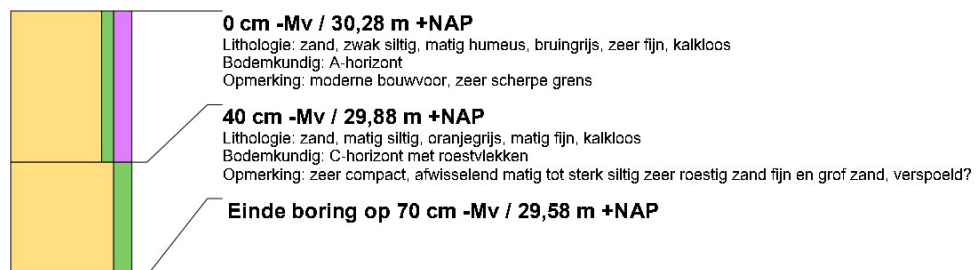 0 cm -Mv / 30,28 m +NAP
Lithologie: zand, zwak siltig, matig humeus, bruingrijs, zeer fijn, kalkloos
Bodemkundig: A-horizont
Opmerking: moderne bouwvoor, zeer scherpe grens
40 cm -Mv / 29,88 m +NAP
Lithologie: zand, matig siltig, oranjegrijs, matig fijn, kalkloos
Bodemkundig: C-horizont met roestvlekken
Opmerking: zeer compact, afwisselend matig tot sterk siltig zeer roestig zand fijn en grof zand, verspoeld?
Einde boring op 70 cm -Mv / 29,58 m +NAP